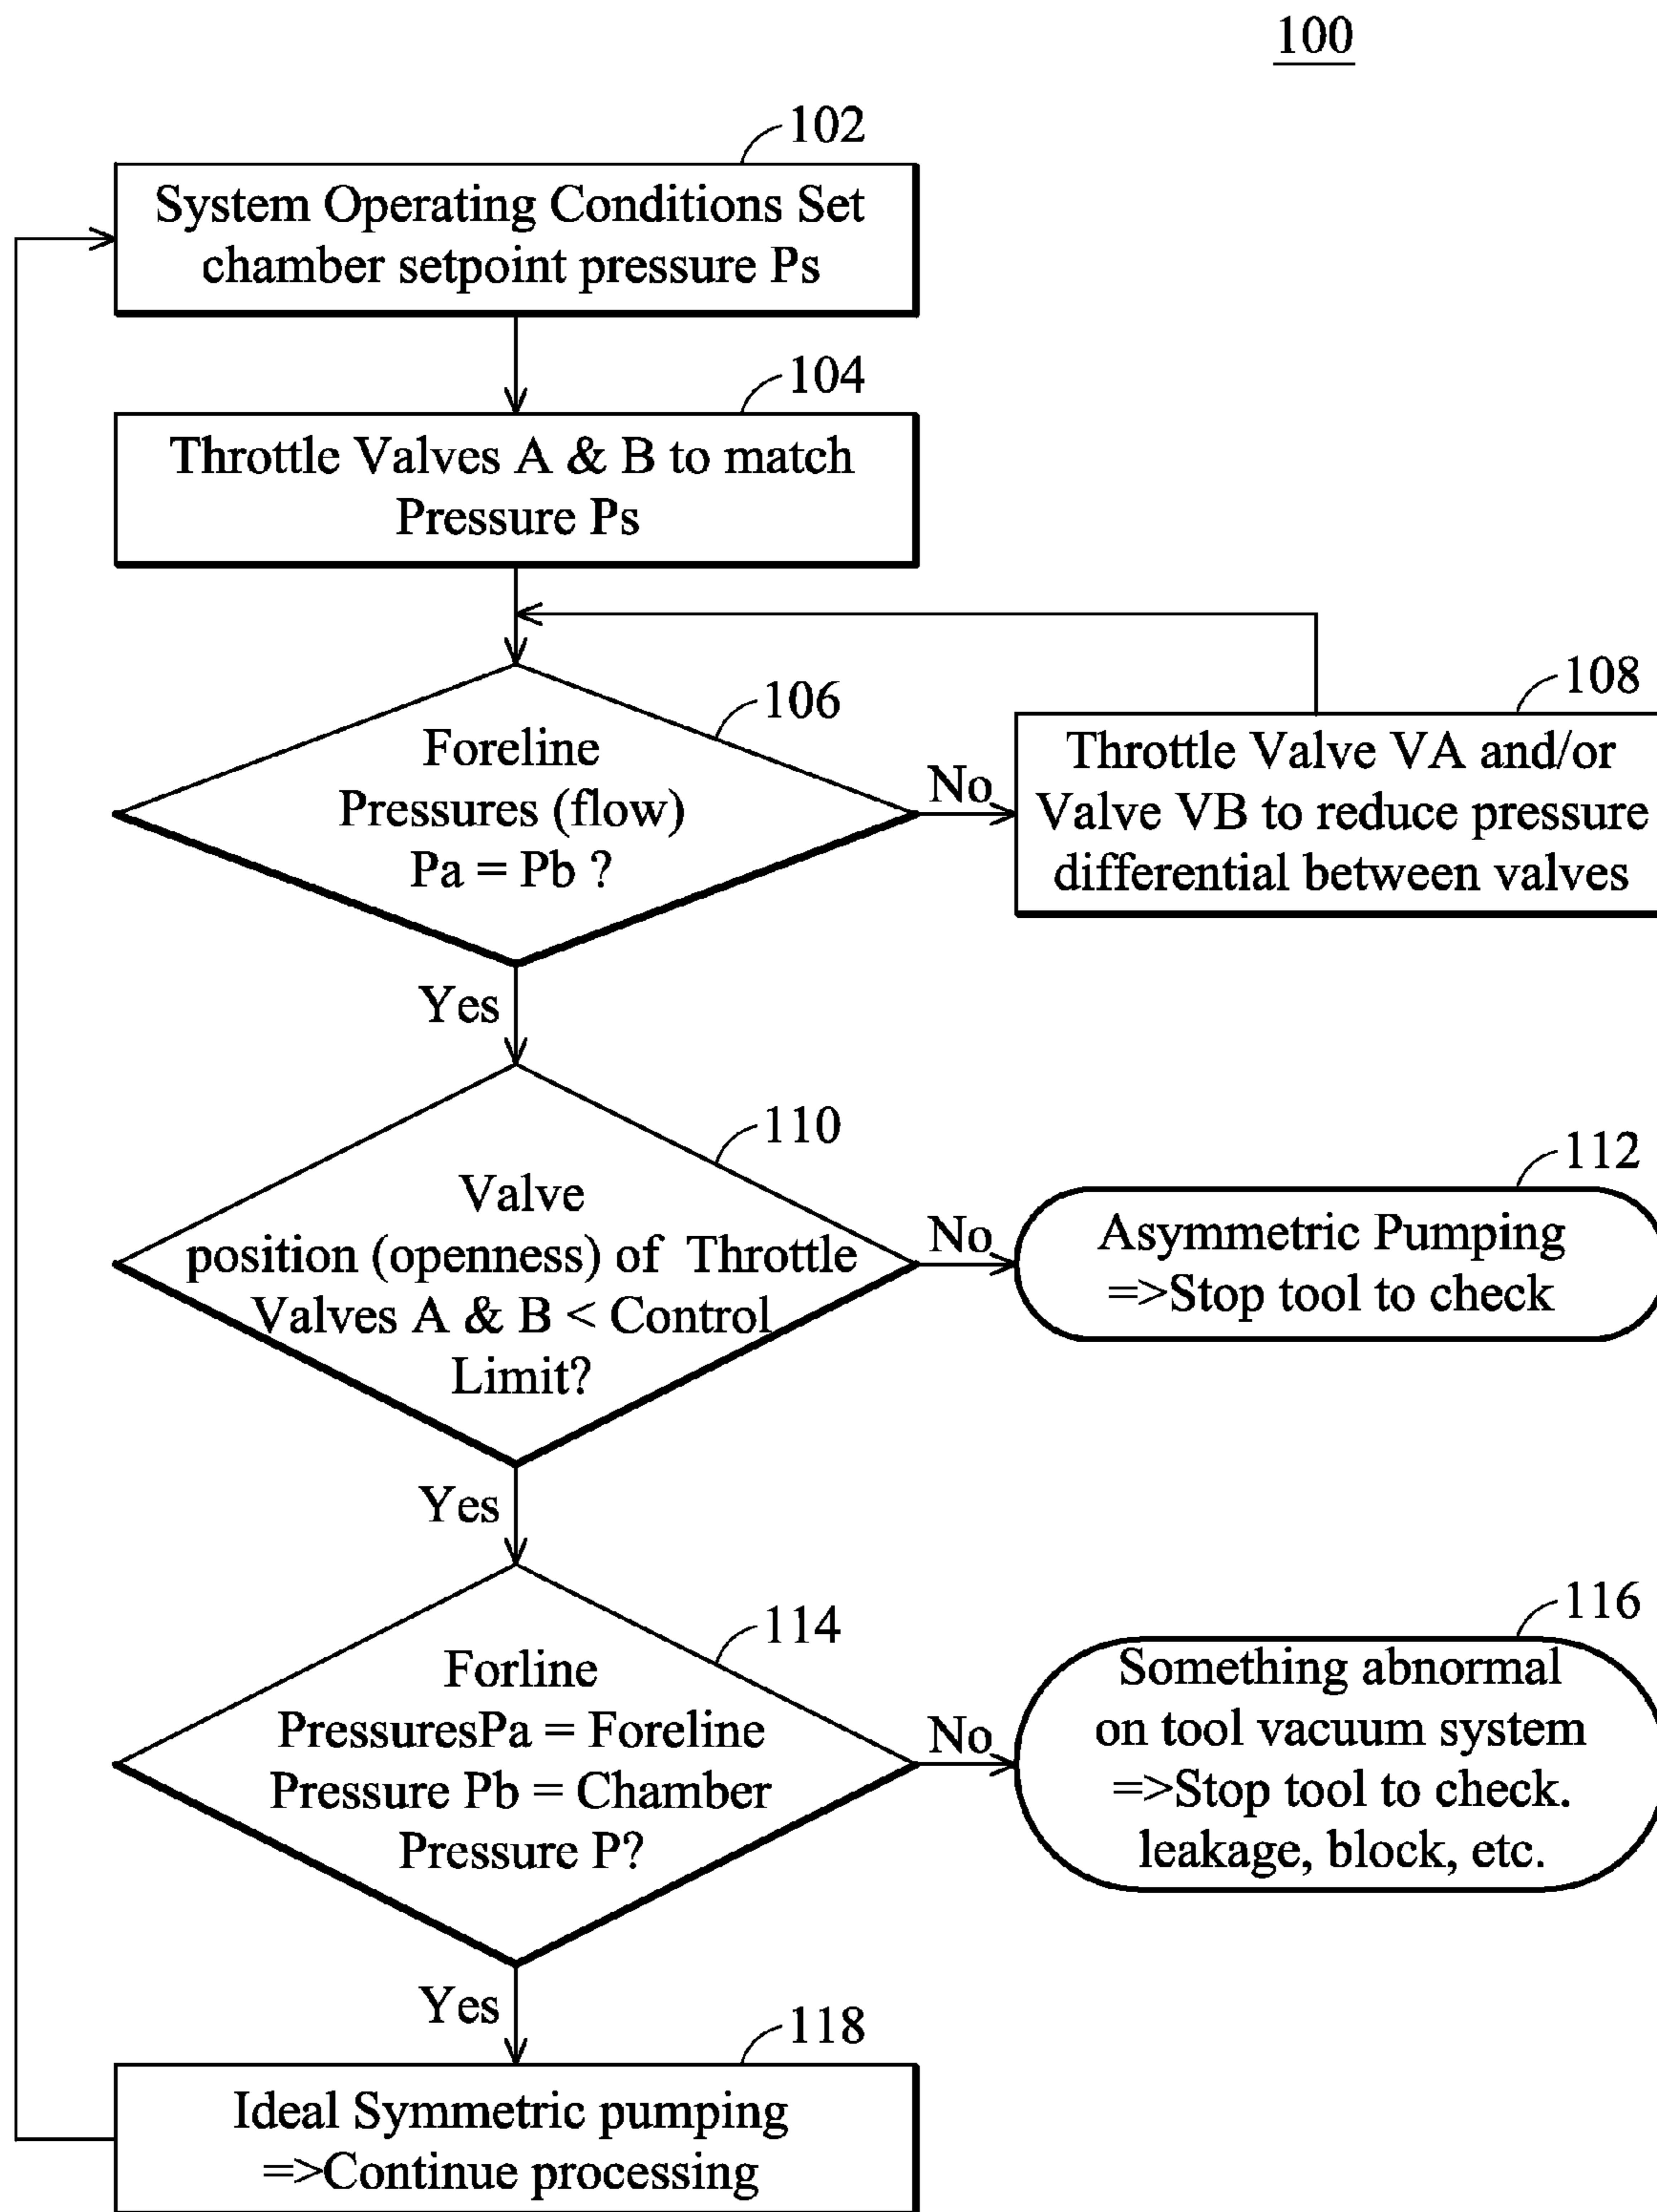 100
102
System Operating Conditions Set
chamber setpoint pressure Ps
104
Throttle Valves A & B to match
Pressure Ps
106
Foreline
Pressures (flow)
Pa = Pb ?
No
108
Throttle Valve VA and/or
Valve VB to reduce pressure
differential between valves
Yes
110
Valve
position (openness) of Throttle
Valves A & B < Control
Limit?
No
112
Asymmetric Pumping
=>Stop tool to check
Yes
114
Forline
PressuresPa = Foreline
Pressure Pb = Chamber
Pressure P?
No
116
Something abnormal
on tool vacuum system
=>Stop tool to check.
leakage, block, etc.
Yes
118
Ideal Symmetric pumping
=>Continue processing